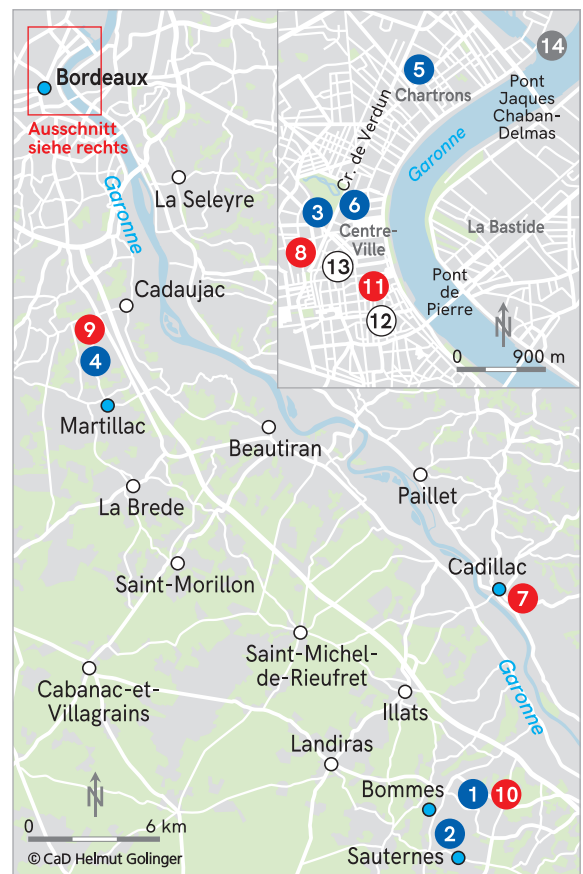 Bordeaux
Ausschnitt
siehe rechts
Garonne
La Seleyre
Cadaujac
9
4
Martillac
Beautiran
La Brede
Paillet
Saint-Morillon
Cadillac
7
Saint-Michel-
de-Rieufret
Garonne
Cabanac-et-
Villagrains
Illats
Landiras
Bommes
1
10
2
Sauternes
N
0
6 km
© CaD Helmut Golinger
14
5
Chartrons
Pont
Jaques
Chaban-
Delmas
Cr. de Verdun
Garonne
3
6
Centre-
Ville
La Bastide
8
13
11
12
Pont
de
Pierre
N
0
900 m